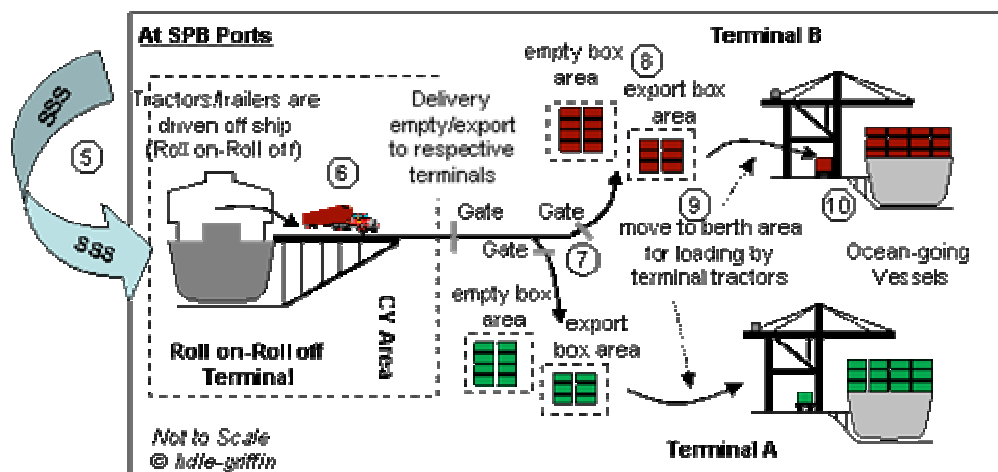 At SPB Ports
SSS
5
SSS
Tractors/trailers are
driven off ship
(Roll on-Roll off)
6
Delivery
empty/export
to respective
terminals
Gate
Gate
Gate
7
empty box
area
8
export box
area
Terminal B
9
10
move to berth area
for loading by
terminal tractors
Ocean-going
Vessels
empty box
area
export
box area
CY Area
Roll on-Roll off
Terminal
Terminal A
Not to Scale
©